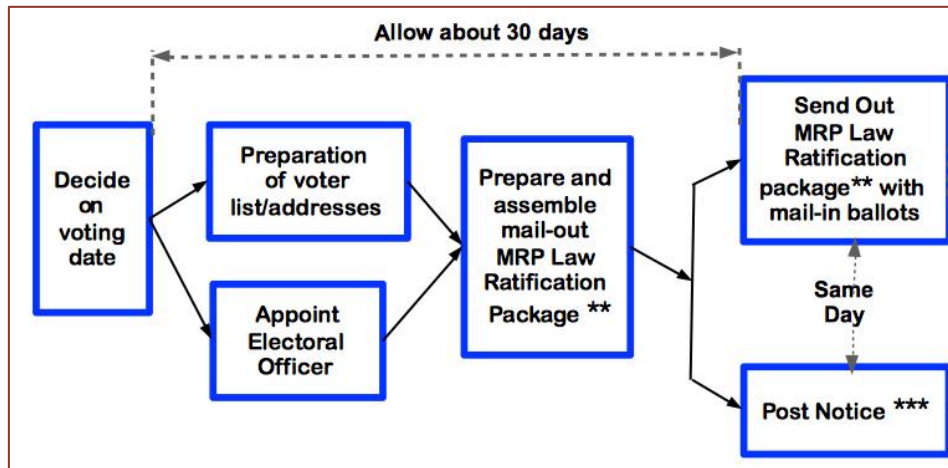 Allow about 30 days
Decide
on
voting
date
Preparation
of voter
list/addresses
Appoint
Electoral
Officer
Prepare and
assemble
mail-out
MRP Law
Ratification
Package **
Send Out
MRP Law
Ratification
package** with
mail-in ballots
Same
Day
Post Notice ***